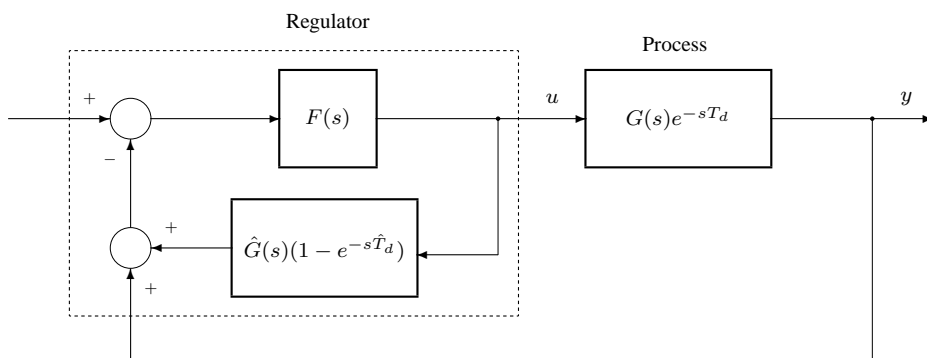 Regulator
Process
+
F(s)
u
G(s)e^{-sT_d}
y
−
+
Ĝ(s)(1 − e^{-sT̂_d})
+